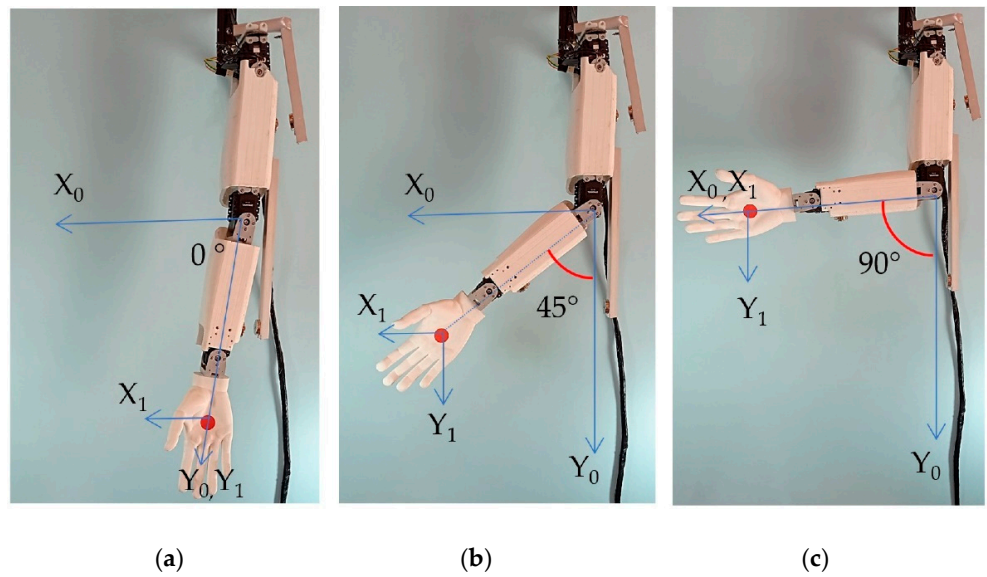 X₀
0 °
X₁
Y₀, Y₁
X₀
45°
X₁
Y₁
Y₀
X₀, X₁
90°
Y₁
Y₀
(a)
(b)
(c)